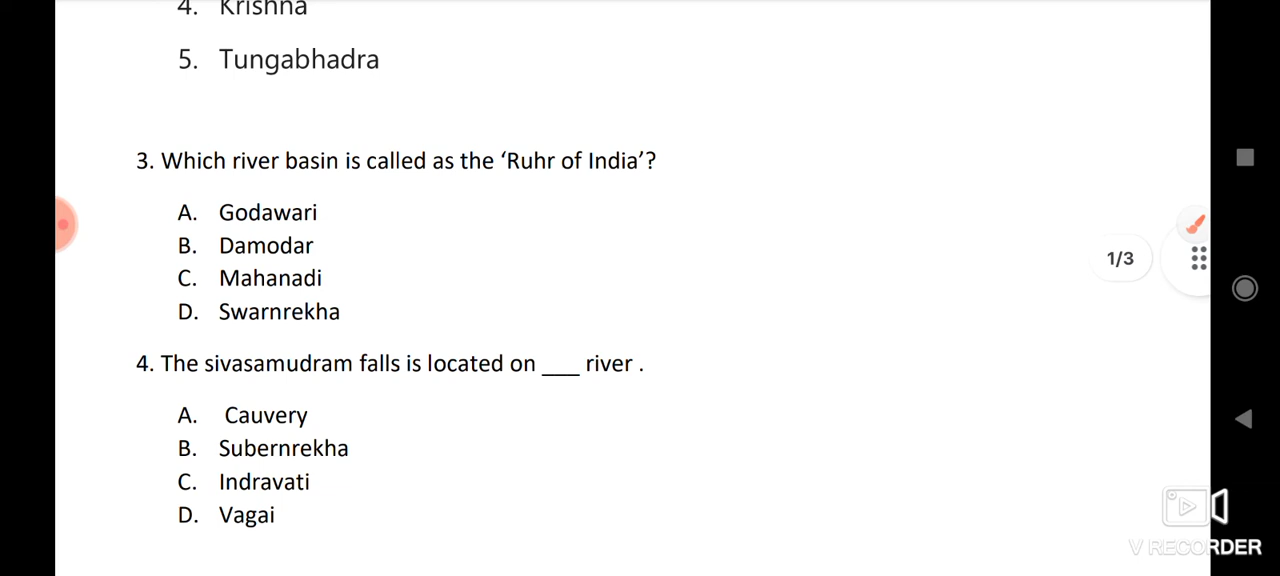 4. Krishna
5. Tungabhadra
3. Which river basin is called as the ‘Ruhr of India’?
A. Godawari
B. Damodar
C. Mahanadi
D. Swarnrekha
1/3
4. The sivasamudram falls is located on ___ river .
A. Cauvery
B. Subernrekha
C. Indravati
D. Vagai
V RECORDER